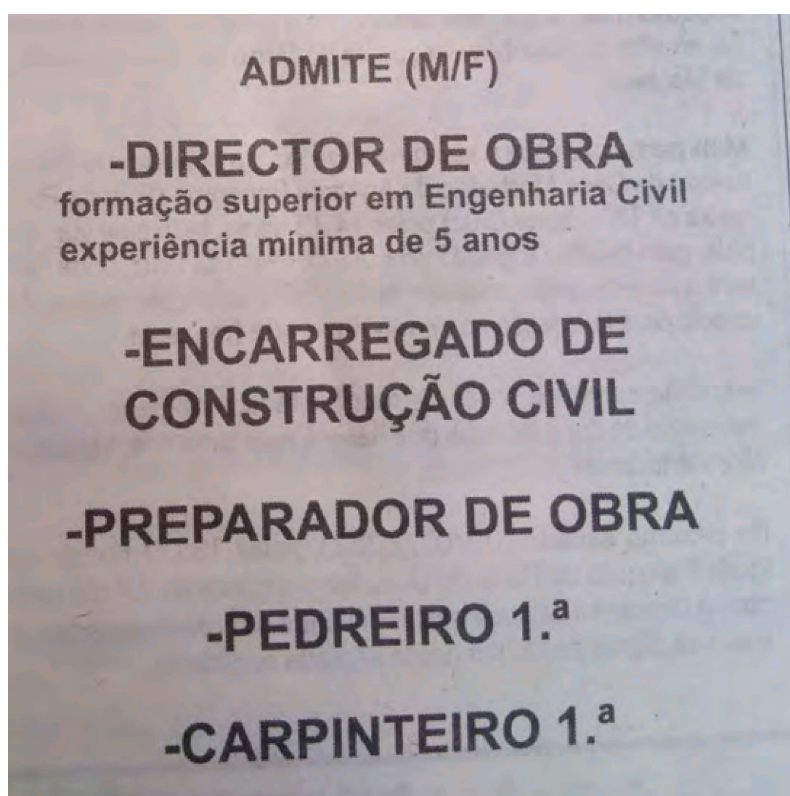 ADMITE (M/F)
-DIRECTOR DE OBRA
formação superior em Engenharia Civil
experiência mínima de 5 anos
-ENCARREGADO DE
CONSTRUÇÃO CIVIL
-PREPARADOR DE OBRA
-PEDREIRO 1.ª
-CARPINTEIRO 1.ª